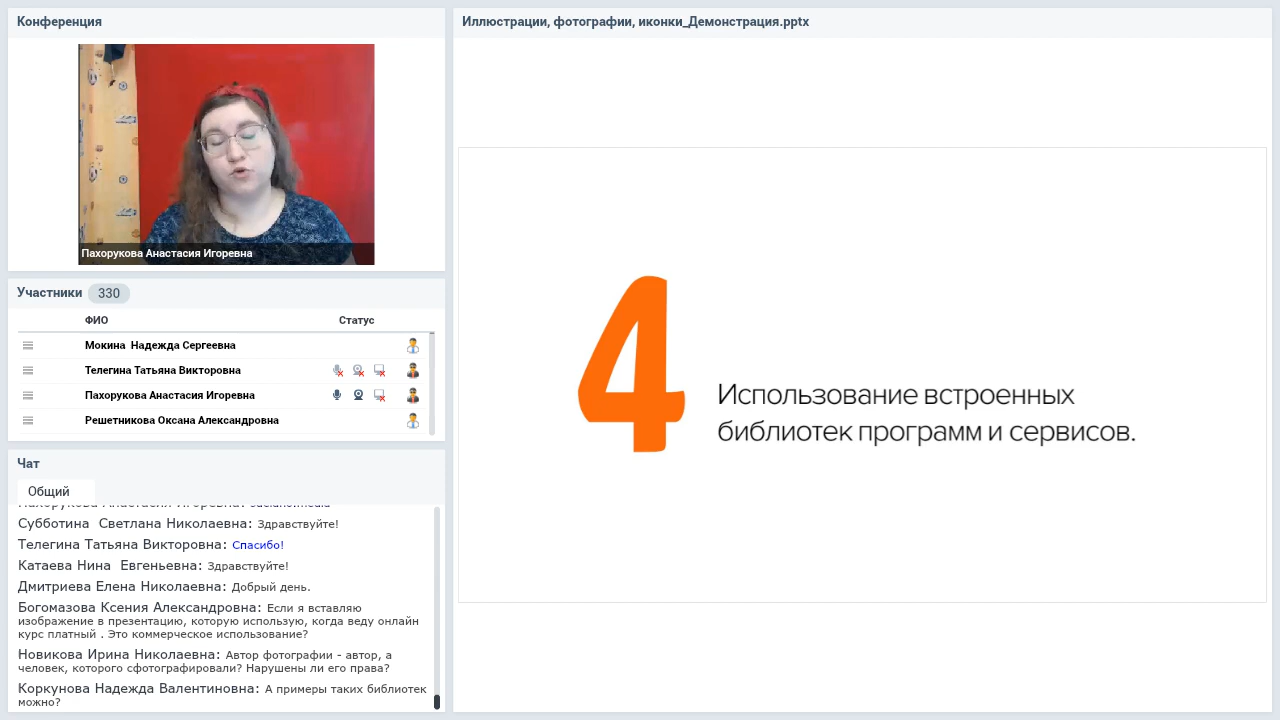 Конференция
Пахорукова Анастасия Игоревна
Участники 330
ФИО Статус
Мокина Надежда Сергеевна
Телегина Татьяна Викторовна
Пахорукова Анастасия Игоревна
Решетникова Оксана Александровна
Чат
Общий
Субботина Светлана Николаевна: Здравствуйте!
Телегина Татьяна Викторовна: Спасибо!
Катаева Нина Евгеньевна: Здравствуйте!
Дмитриева Елена Николаевна: Добрый день.
Богомазова Ксения Александровна: Если я вставляю
изображение в презентацию, которую использую, когда веду онлайн
курс платный . Это коммерческое использование?
Новикова Ирина Николаевна: Автор фотографии - автор, а
человек, которого сфотографировали? Нарушены ли его права?
Коркунова Надежда Валентиновна: А примеры таких библиотек
можно?
Иллюстрации, фотографии, иконки_Демонстрация.pptx
4
Использование встроенных
библиотек программ и сервисов.